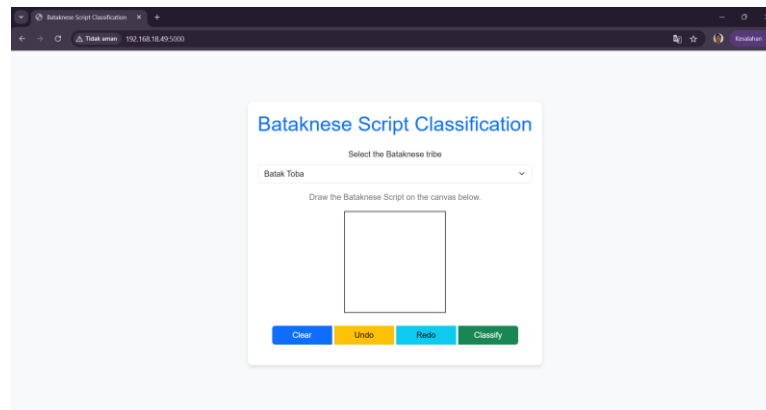 Bataknese Script Classification
Tidak aman 192.168.18.49:5000
Kesalahan
Bataknese Script Classification
Select the Bataknese tribe
Batak Toba
Draw the Bataknese Script on the canvas below.
Clear Undo Redo Classify